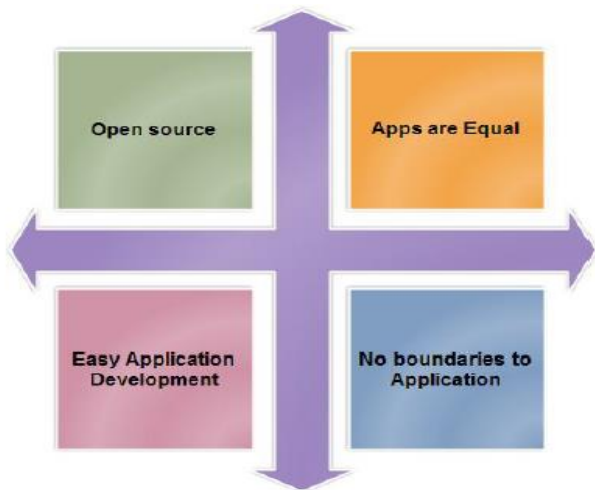 Open source
Apps are Equal
Easy Application
Development
No boundaries to
Application